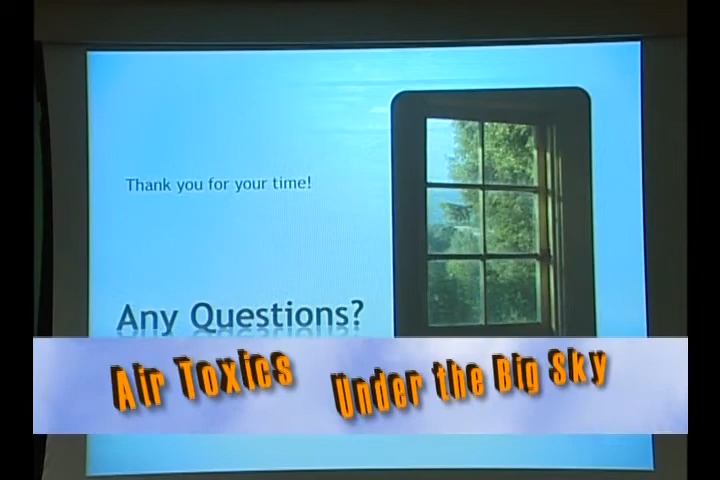 Thank you for your time!
Any Questions?
Air Toxics Under the Big Sky